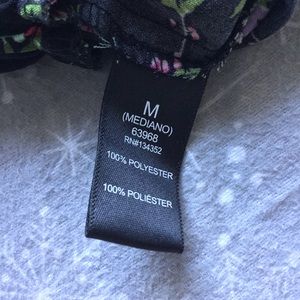 M
(MEDIANO)
63968
RN#134352
100% POLYESTER
100% POLIÉSTER